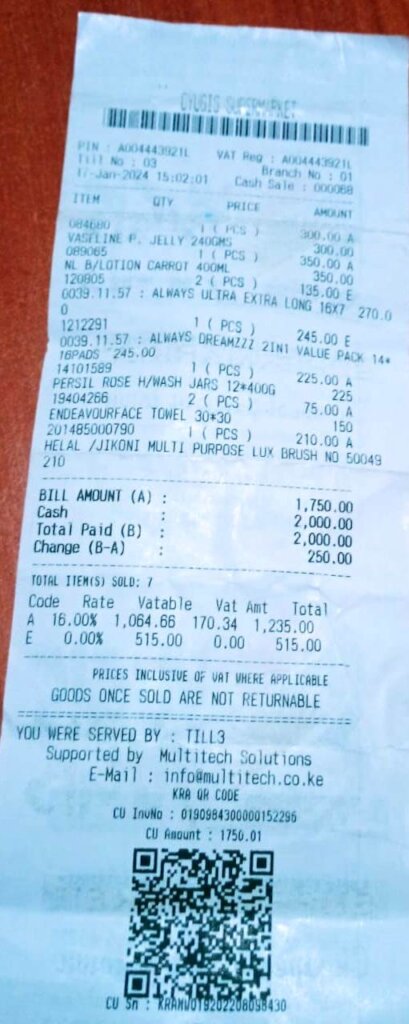 CYUGIS SUPERMARKET
PIN : A004443921L VAT Reg : A004443921L
Till No : 03 Branch No : 01
17-Jan-2024 15:02:01 Cash Sale : 000068
ITEM QTY PRICE AMOUNT
084680 1 ( PCS ) 300.00 A
VASELINE P. JELLY 240GMS 300.00
089065 1 ( PCS ) 350.00 A
NL B/LOTION CARROT 400ML 350.00
120805 2 ( PCS ) 135.00 E
0039.11.57 : ALWAYS ULTRA EXTRA LONG 16X7 270.0
0
1212291 1 ( PCS ) 245.00 E
0039.11.57 : ALWAYS DREAMZZZ 2IN1 VALUE PACK 14*
16PADS 245.00
14101589 1 ( PCS ) 225.00 A
PERSIL ROSE H/WASH JARS 12*400G 225
19404266 2 ( PCS ) 75.00 A
ENDEAVOURFACE TOWEL 30*30 150
201485000790 1 ( PCS ) 210.00 A
HELAL /JIKONI MULTI PURPOSE LUX BRUSH NO 50049
210
BILL AMOUNT (A) : 1,750.00
Cash : 2,000.00
Total Paid (B) : 2,000.00
Change (B-A) : 250.00
TOTAL ITEM(S) SOLD: 7
Code Rate Vatable Vat Amt Total
A 16.00% 1,064.66 170.34 1,235.00
E 0.00% 515.00 0.00 515.00
PRICES INCLUSIVE OF VAT WHERE APPLICABLE
GOODS ONCE SOLD ARE NOT RETURNABLE
YOU WERE SERVED BY : TILL3
Supported by Multitech Solutions
E-Mail : info@multitech.co.ke
KRA QR CODE
CU InvNo : 0190984300000152296
CU Amount : 1750.01
CU Sn : KRAMW019202208098430